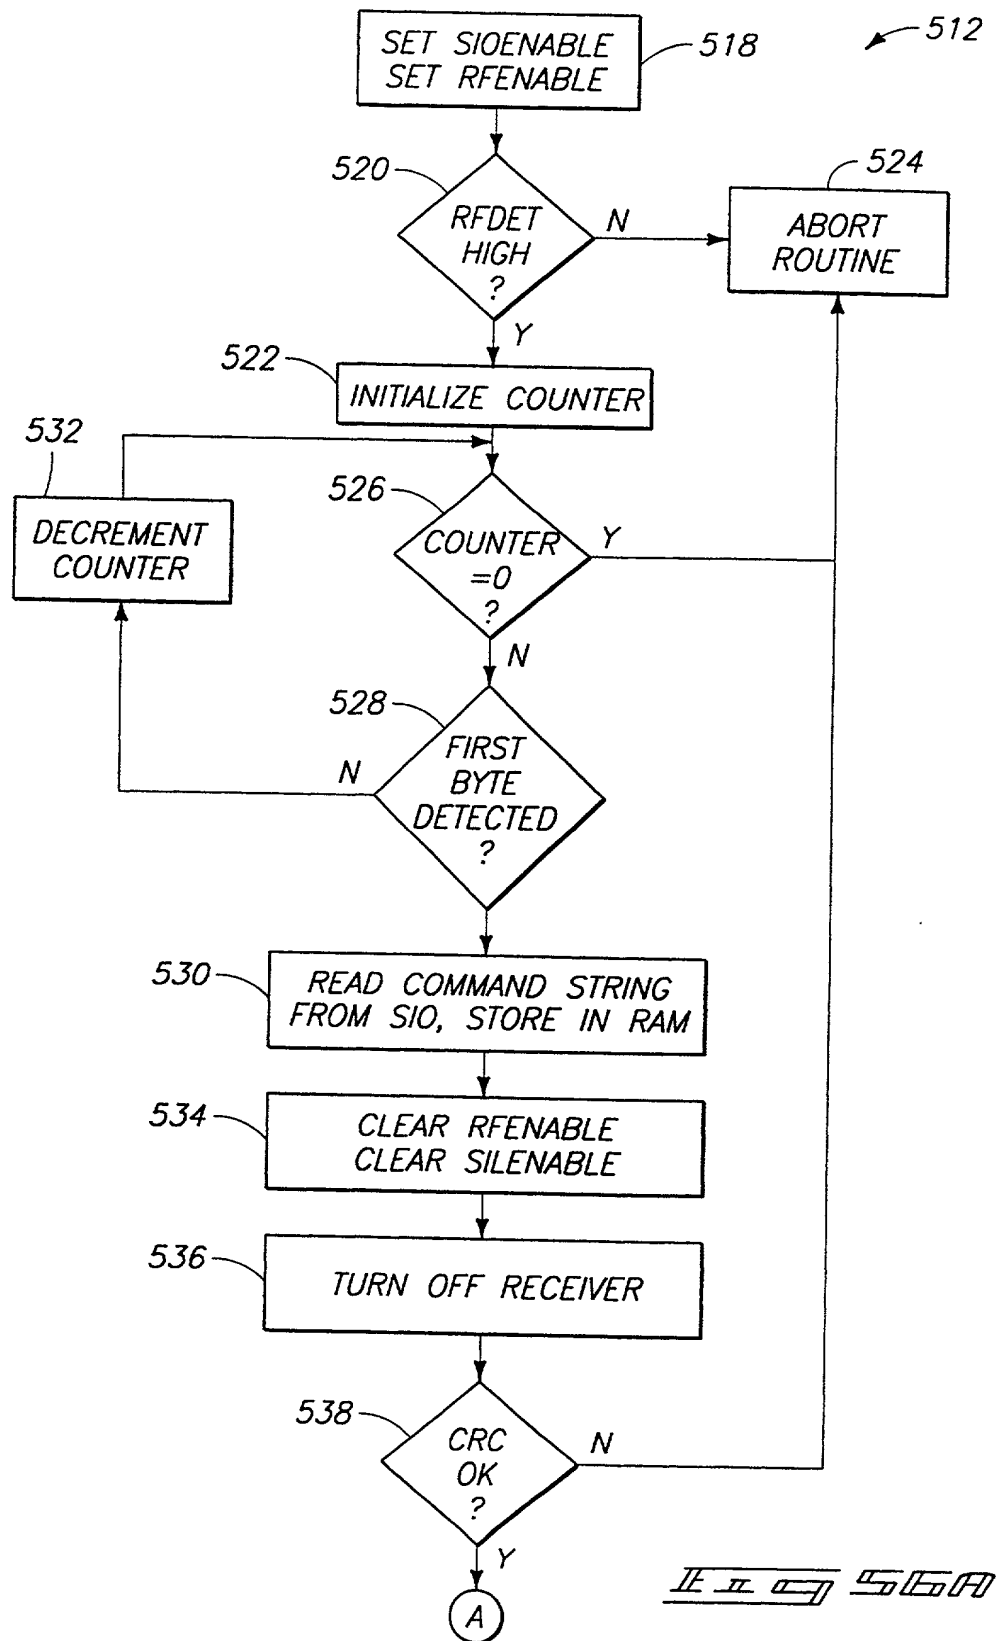 512
SET SIOENABLE
SET RFENABLE
518
520
RFDET
HIGH
?
N
Y
524
ABORT
ROUTINE
522
INITIALIZE COUNTER
532
DECREMENT
COUNTER
526
COUNTER
=0
?
Y
N
528
FIRST
BYTE
DETECTED
?
N
530
READ COMMAND STRING
FROM SIO, STORE IN RAM
534
CLEAR RFENABLE
CLEAR SILENABLE
536
TURN OFF RECEIVER
538
CRC
OK
?
N
Y
A
FIG 56A